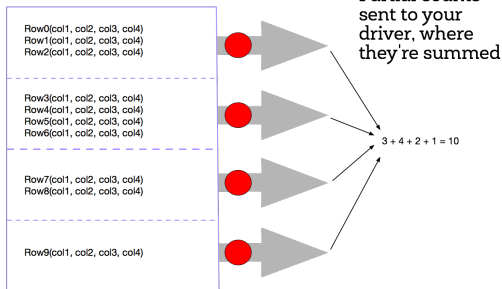 Row0(col1, col2, col3, col4)
Row1(col1, col2, col3, col4)
Row2(col1, col2, col3, col4)
Row3(col1, col2, col3, col4)
Row4(col1, col2, col3, col4)
Row5(col1, col2, col3, col4)
Row6(col1, col2, col3, col4)
Row7(col1, col2, col3, col4)
Row8(col1, col2, col3, col4)
Row9(col1, col2, col3, col4)
sent to your
driver, where
they're summed
3 + 4 + 2 + 1 = 10